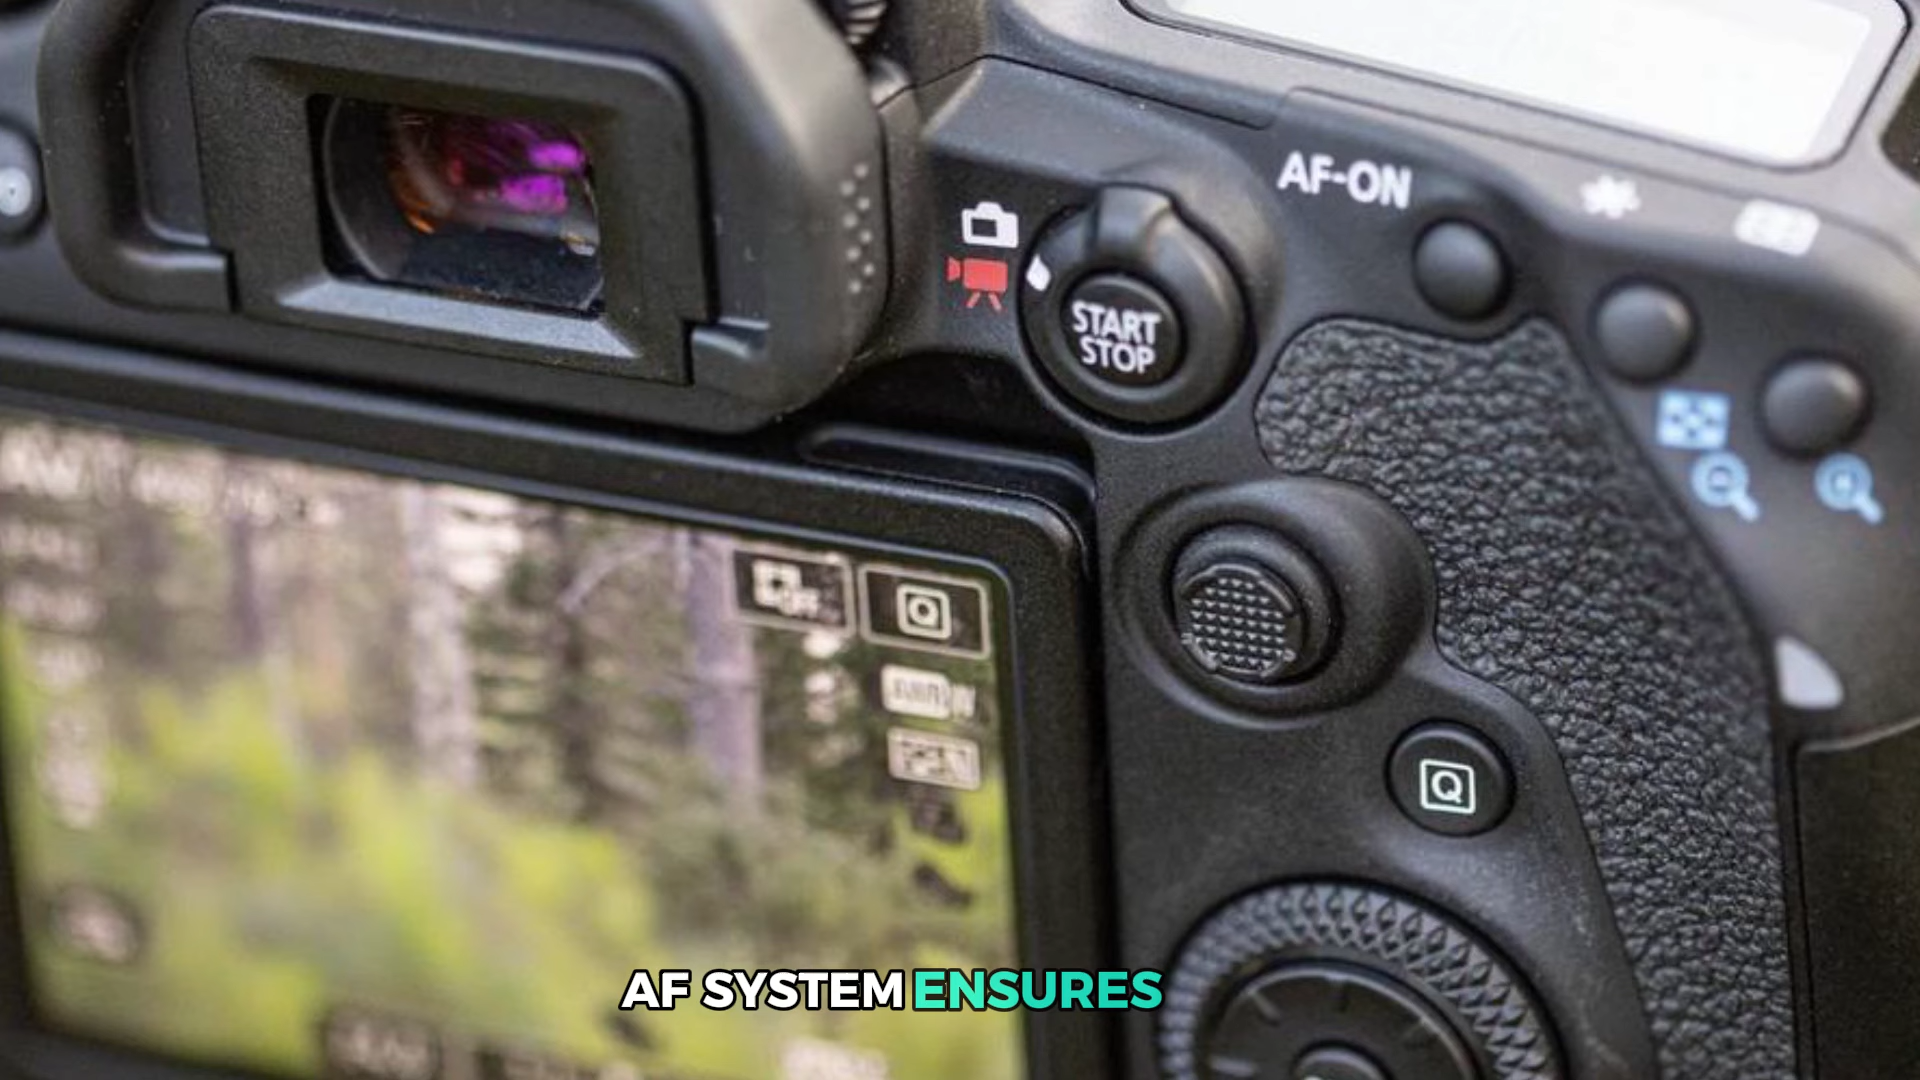 AF-ON
START
STOP
Q
Q
AF SYSTEM ENSURES